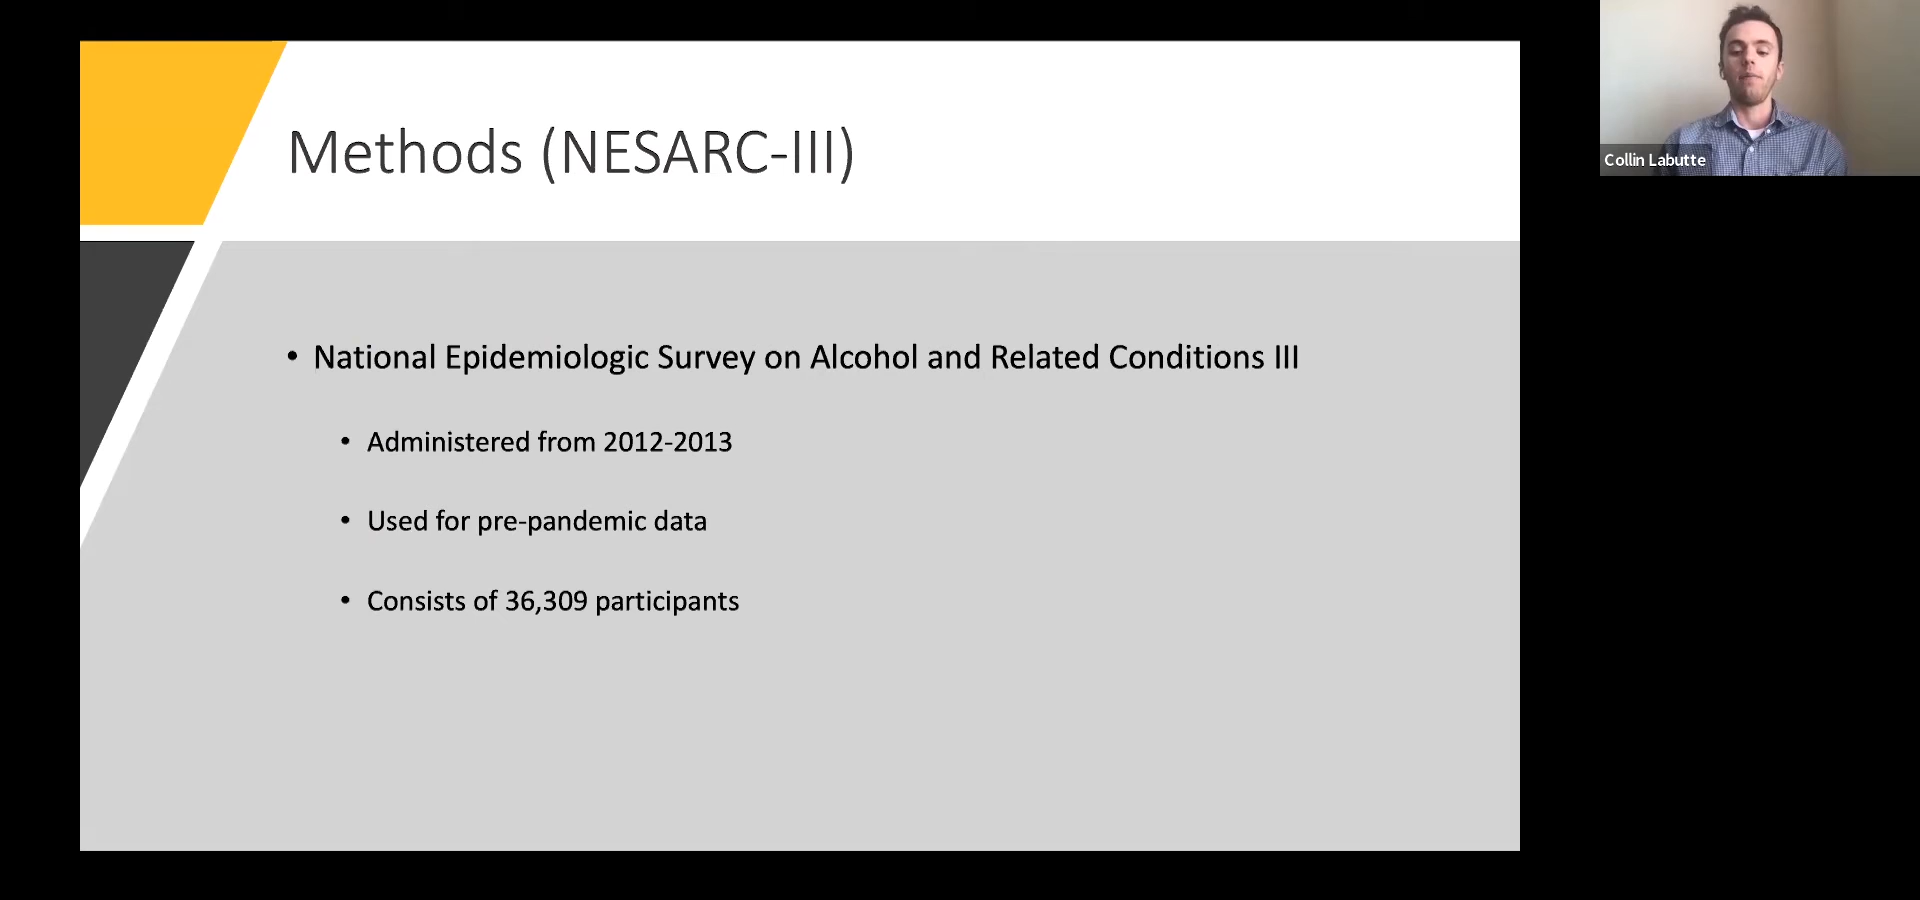 Methods (NESARC-III)
Collin Labutte
• National Epidemiologic Survey on Alcohol and Related Conditions III
• Administered from 2012-2013
• Used for pre-pandemic data
• Consists of 36,309 participants